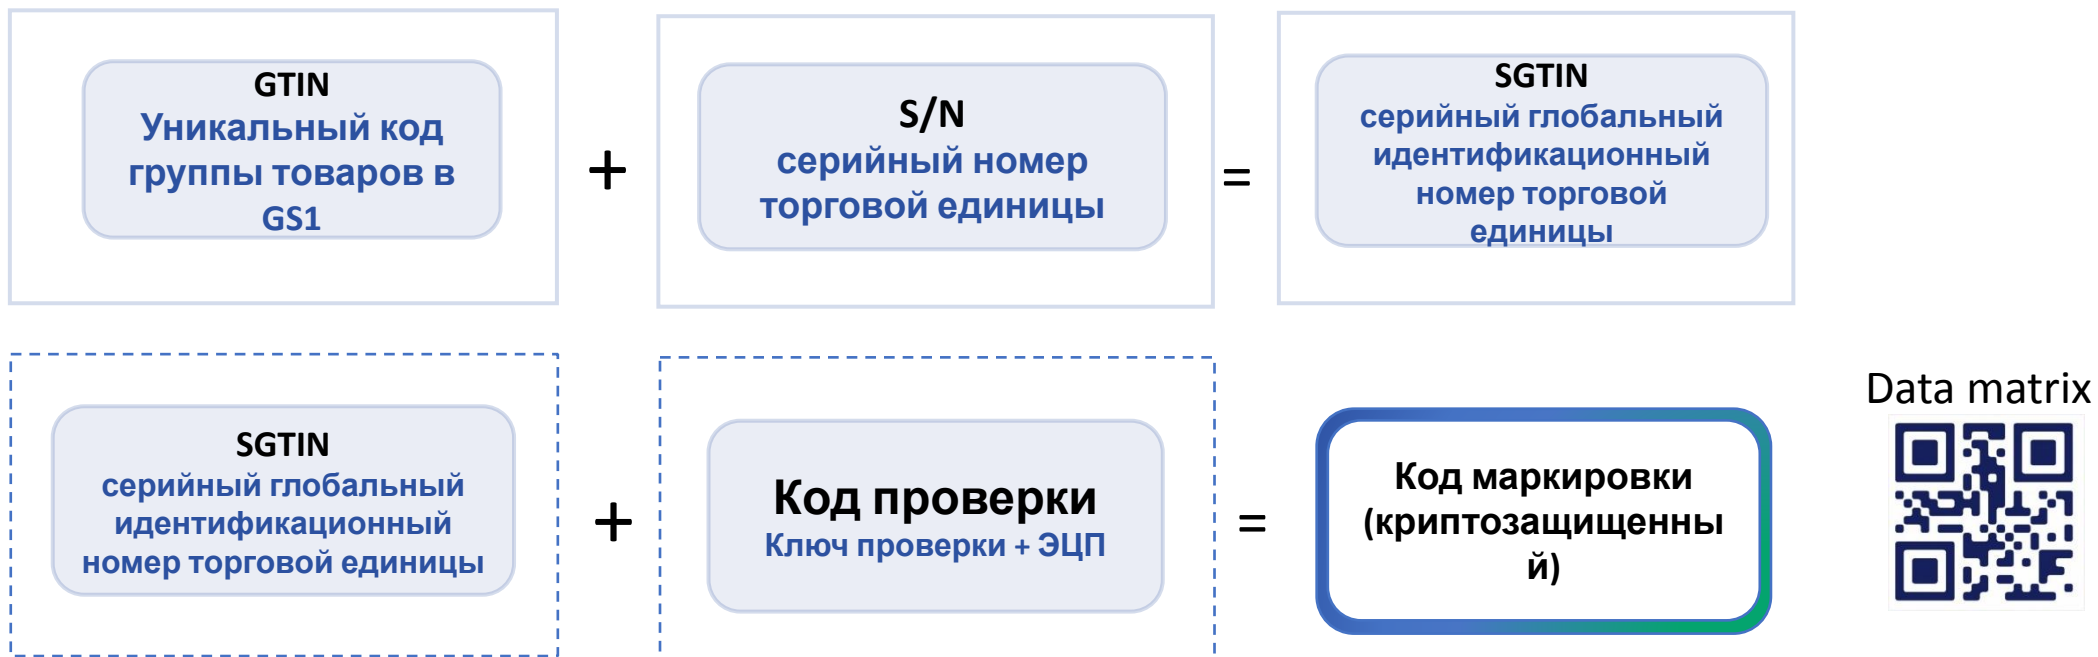 GTIN
Уникальный код
группы товаров в
GS1
+
S/N
серийный номер
торговой единицы
=
SGTIN
серийный глобальный
идентификационный
номер торговой
единицы
SGTIN
серийный глобальный
идентификационный
номер торговой единицы
+
Код проверки
Ключ проверки + ЭЦП
=
Код маркировки
(криптозащищенны
й)
Data matrix